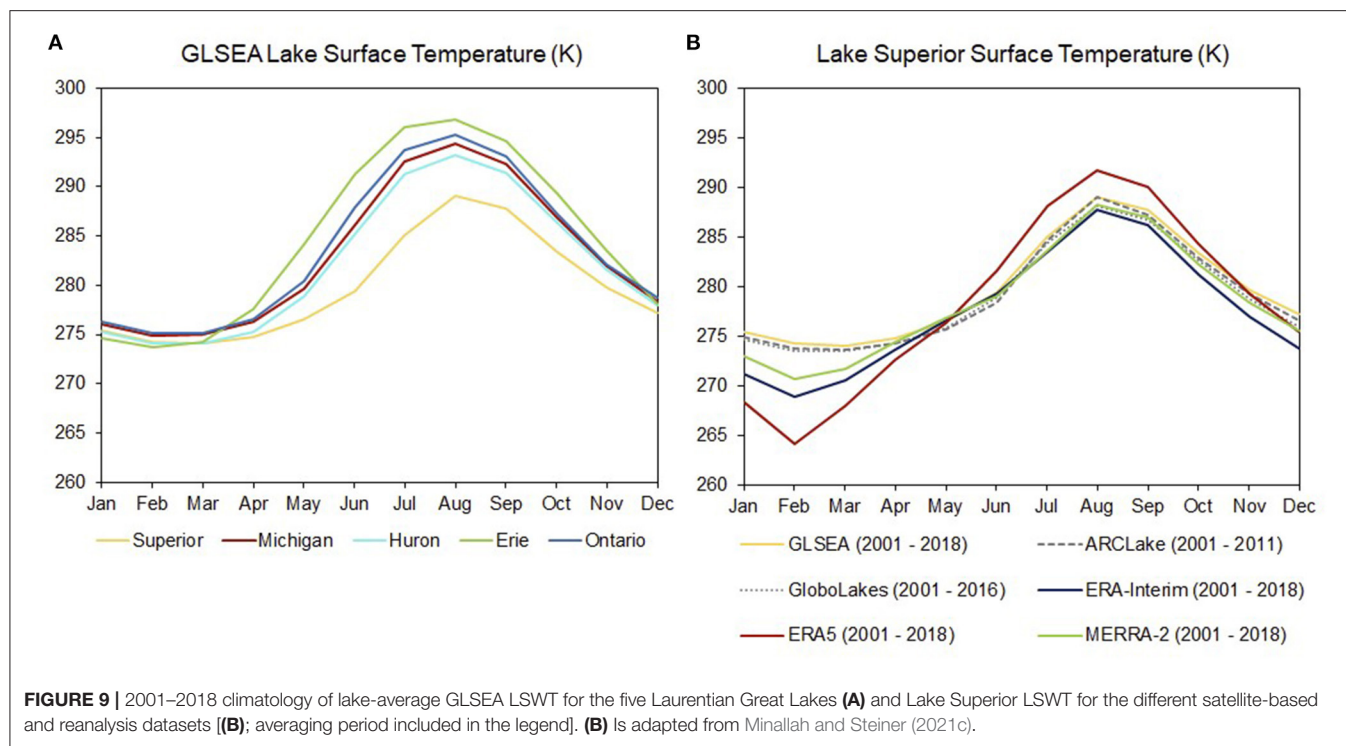 A
GLSEA Lake Surface Temperature (K)
300
295
290
285
280
275
270
265
260
Jan Feb Mar Apr May Jun Jul Aug Sep Oct Nov Dec
Superior Michigan Huron Erie Ontario
B
Lake Superior Surface Temperature (K)
300
295
290
285
280
275
270
265
260
Jan Feb Mar Apr May Jun Jul Aug Sep Oct Nov Dec
GLSEA (2001 - 2018) ARCLake (2001 - 2011)
GloboLakes (2001 - 2016) ERA-Interim (2001 - 2018)
ERA5 (2001 - 2018) MERRA-2 (2001 - 2018)
FIGURE 9 | 2001–2018 climatology of lake-average GLSEA LSWT for the five Laurentian Great Lakes (A) and Lake Superior LSWT for the different satellite-based
and reanalysis datasets [(B); averaging period included in the legend]. (B) Is adapted from Minallah and Steiner (2021c).